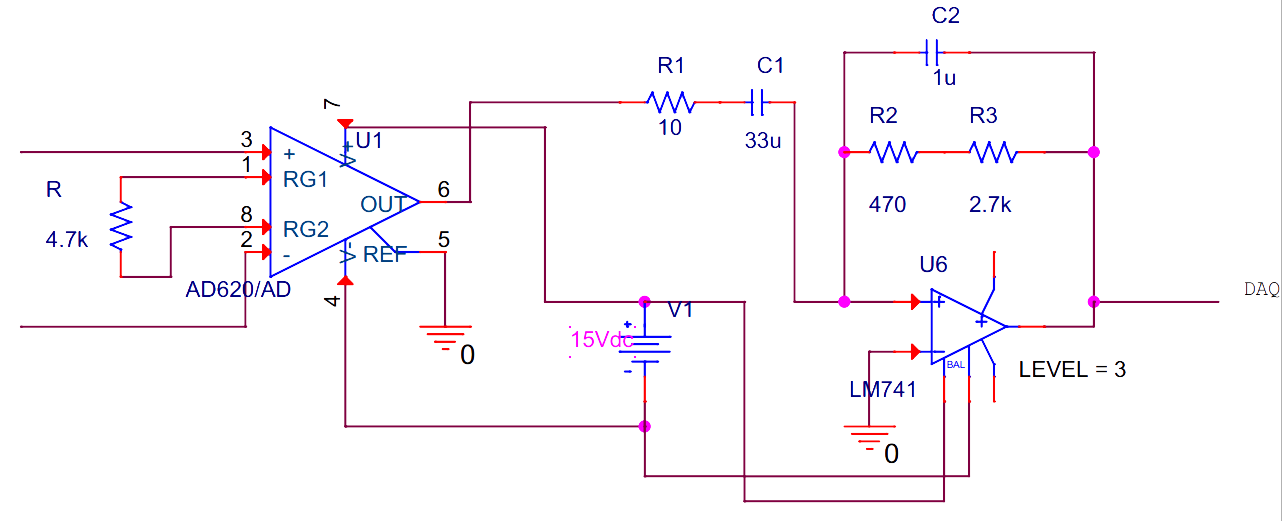 C2
1u
R1
10
C1
33u
R2
470
R3
2.7k
7
U1
V+
3
+
1
RG1
R
4.7k
8
RG2
2
-
OUT
6
V-
REF
5
AD620/AD
4
0
V1
+
15Vdc
-
U6
+
+
-
BAL
LM741
LEVEL = 3
DAQ
0